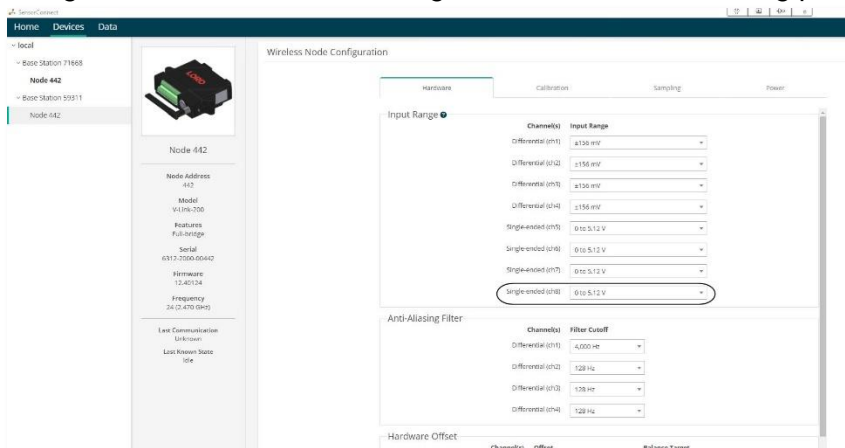 SensorConnect
Home Devices Data
local
Base Station 71668
Node 442
Base Station 59311
Node 442
LORD
Node 442
Node Address
442
Model
V-Link-200
Features
Full-bridge
Serial
6312-2000-00442
Firmware
12.40124
Frequency
24 (2.470 GHz)
Last Communication
Unknown
Last Known State
Idle
Wireless Node Configuration
Hardware Calibration Sampling Power
Input Range
Channel(s) Input Range
Differential (ch1) ±156 mV
Differential (ch2) ±156 mV
Differential (ch3) ±156 mV
Differential (ch4) ±156 mV
Single-ended (ch5) 0 to 5.12 V
Single-ended (ch6) 0 to 5.12 V
Single-ended (ch7) 0 to 5.12 V
Single-ended (ch8) 0 to 5.12 V
Anti-Aliasing Filter
Channel(s) Filter Cutoff
Differential (ch1) 4,000 Hz
Differential (ch2) 128 Hz
Differential (ch3) 128 Hz
Differential (ch4) 128 Hz
Hardware Offset
Channel(s) Offset Balance Target